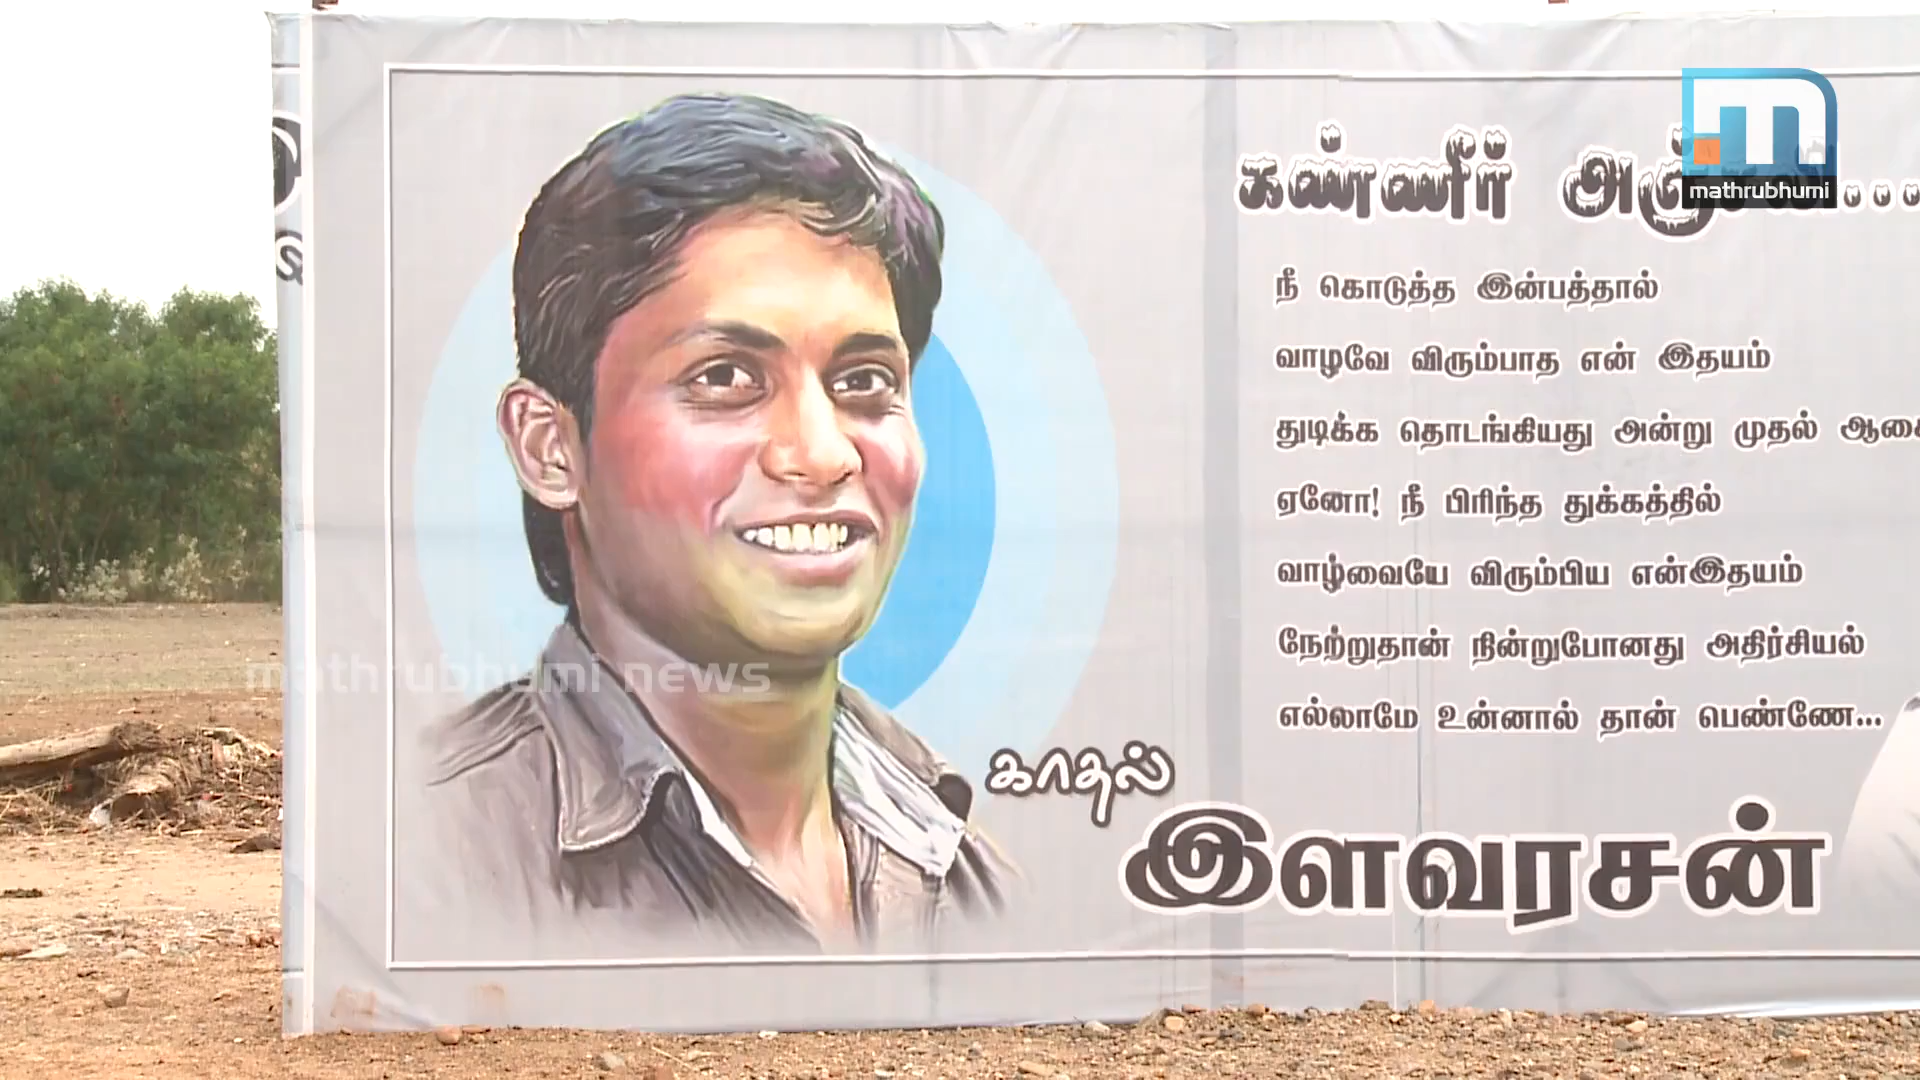 mathrubhumi
கண்ணீர்
நீ கொடுத்த இன்பத்தால்
வாழவே விரும்பாத என் இதயம்
துடிக்க தொடங்கியது அன்று முதல்
ஏனோ! நீ பிரிந்த துக்கத்தில்
வாழ்வையே விரும்பிய என்இதயம்
நேற்றுதான் நின்றுபோனது அதிர்சியல்
எல்லாமே உன்னால் தான் பெண்ணே...
mathrubhumi news
காதல்
இளவரசன்